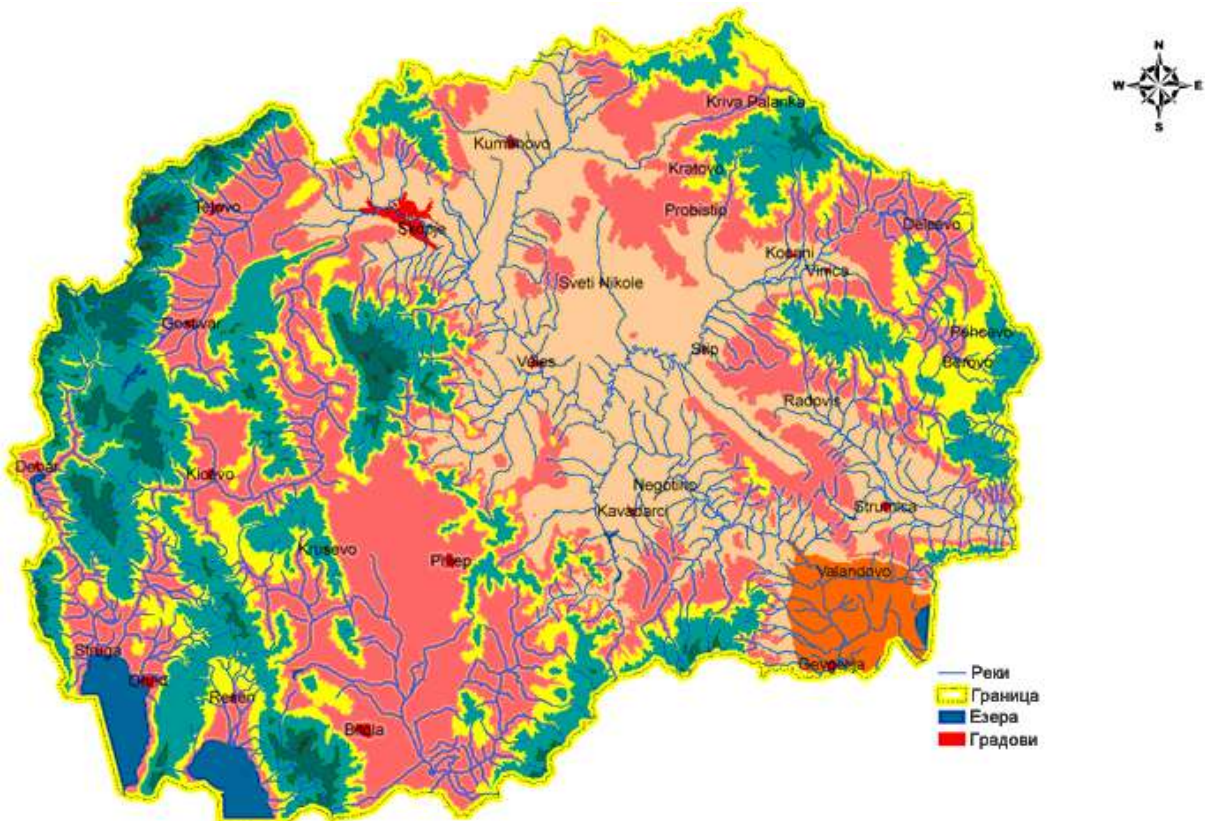 N
W E
S
Kriva Palanka
Kumanovo
Kratovo
Tetovo
Probistip
Delcevo
Skopje
Kocani
Vinica
Sveti Nikole
Gostivar
Pehcevo
Stip
Veles
Berovo
Radovis
Debar
Kicevo
Negotino
Kavadarci
Strumica
Krusevo
Prilep
Valandovo
Struga
Gevgelija
Ohrid
Resen
Bitola
Реки
Граница
Езера
Градови